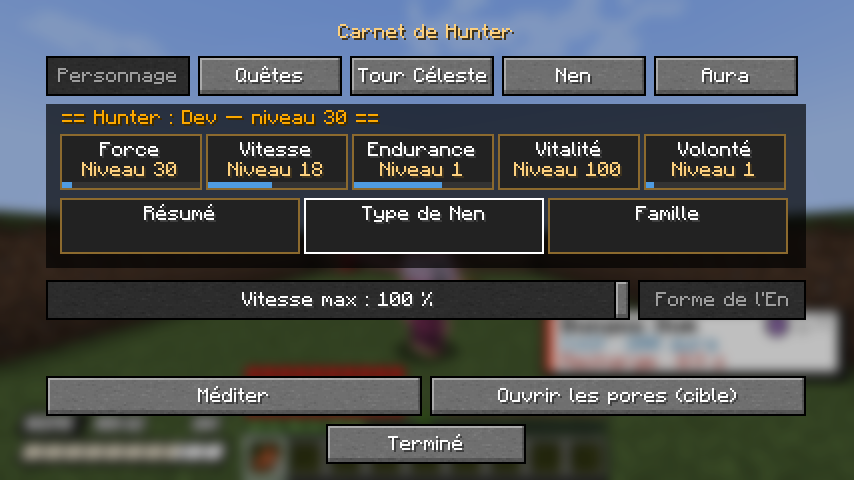 Carnet de Hunter
Personnage
Quêtes
Tour Céleste
Nen
Aura
== Hunter : Dev — niveau 30 ==
Force
Niveau 30
Vitesse
Niveau 18
Endurance
Niveau 1
Vitalité
Niveau 100
Volonté
Niveau 1
Résumé
Type de Nen
Famille
Vitesse max : 100 %
Forme de l'En
Méditer
Ouvrir les pores (cible)
Terminé